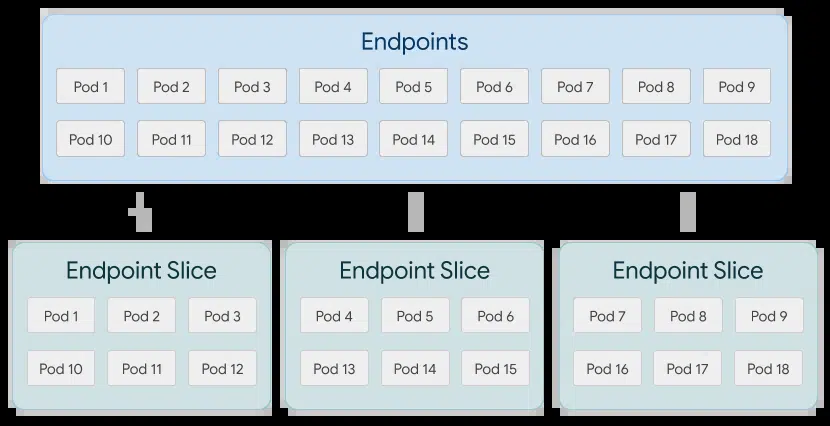 Endpoints
Pod 1 Pod 2 Pod 3 Pod 4 Pod 5 Pod 6 Pod 7 Pod 8 Pod 9
Pod 10 Pod 11 Pod 12 Pod 13 Pod 14 Pod 15 Pod 16 Pod 17 Pod 18
Endpoint Slice
Pod 1 Pod 2 Pod 3
Pod 10 Pod 11 Pod 12
Endpoint Slice
Pod 4 Pod 5 Pod 6
Pod 13 Pod 14 Pod 15
Endpoint Slice
Pod 7 Pod 8 Pod 9
Pod 16 Pod 17 Pod 18